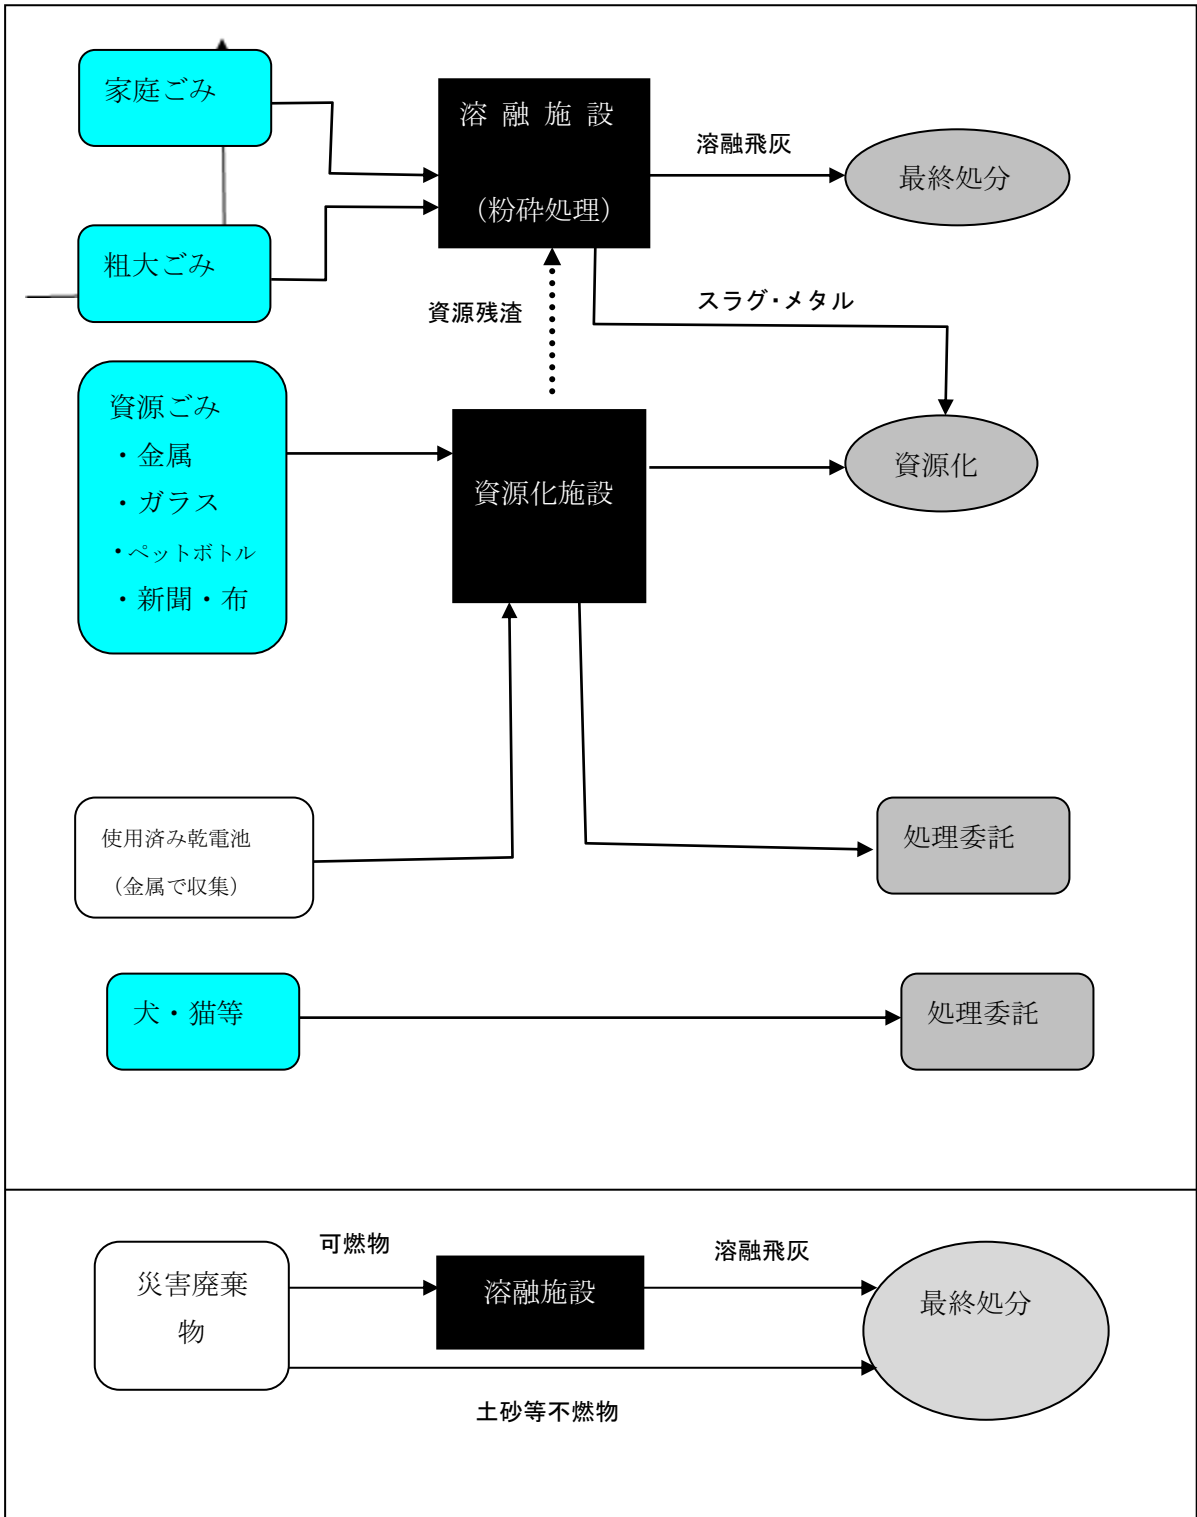 家庭ごみ
溶 融 施 設
（粉砕処理）
溶融飛灰
最終処分
粗大ごみ
資源残渣
スラグ・メタル
資源ごみ
・金属
・ガラス
・ペットボトル
・新聞・布
資源化施設
資源化
使用済み乾電池
（金属で収集）
処理委託
犬・猫等
処理委託
災害廃棄
物
可燃物
溶融施設
溶融飛灰
最終処分
土砂等不燃物